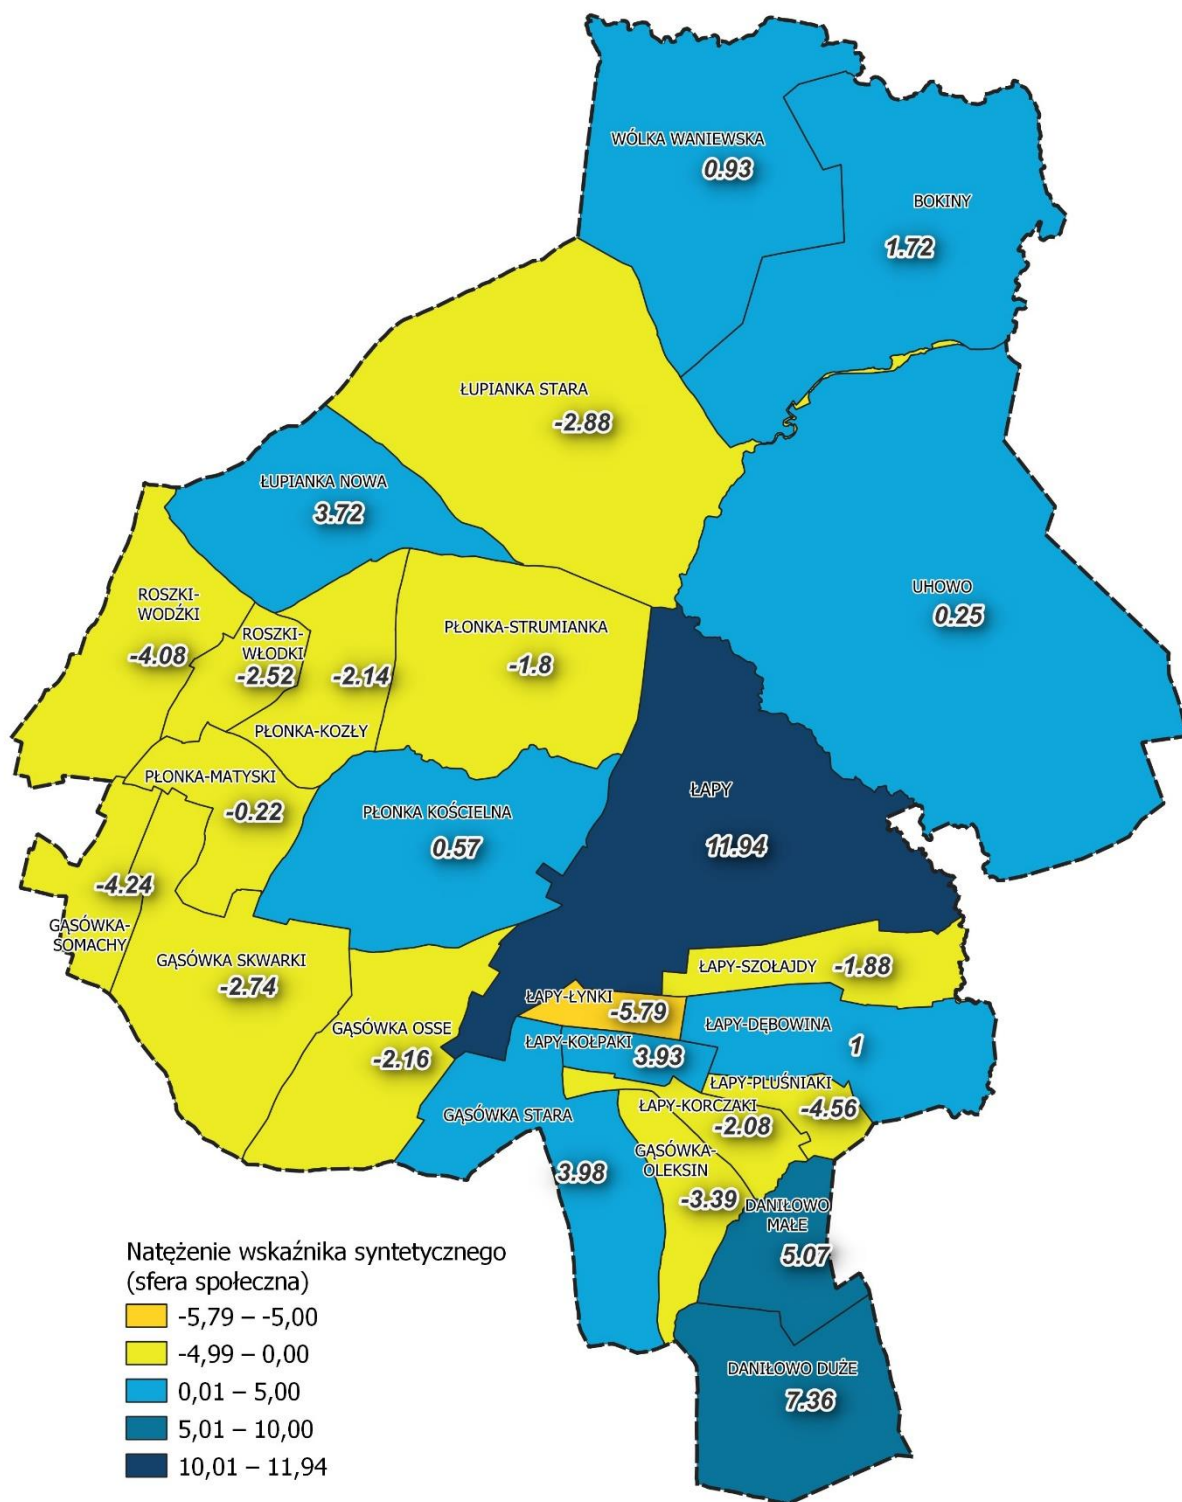 WÓLKA WANIEWSKA
0.93
BOKINY
1.72
ŁUPIANKA STARA
-2.88
ŁUPIANKA NOWA
3.72
ROSZKI-
WODŹKI
-4.08
ROSZKI-
WŁODKI
-2.52
-2.14
PŁONKA-KOZŁY
PŁONKA-STRUMIANKA
-1.8
UHOWO
0.25
PŁONKA-MATYSKI
-0.22
PŁONKA KOŚCIELNA
0.57
ŁAPY
11.94
-4.24
GĄSÓWKA-
SOMACHY
GĄSÓWKA SKWARKI
-2.74
GĄSÓWKA OSSE
-2.16
ŁAPY-SZOŁAJDY
-1.88
ŁAPY-ŁYNKI
-5.79
ŁAPY-DĘBOWINA
1
ŁAPY-KOŁPAKI
3.93
ŁAPY-PLUŚNIAKI
-4.56
ŁAPY-KORCZAKI
-2.08
GĄSÓWKA STARA
3.98
GĄSÓWKA-
OLEKSIN
-3.39
DANIŁOWO
MAŁE
5.07
DANIŁOWO DUŻE
7.36
Natężenie wskaźnika syntetycznego
(sfera społeczna)
-5,79 – -5,00
-4,99 – 0,00
0,01 – 5,00
5,01 – 10,00
10,01 – 11,94